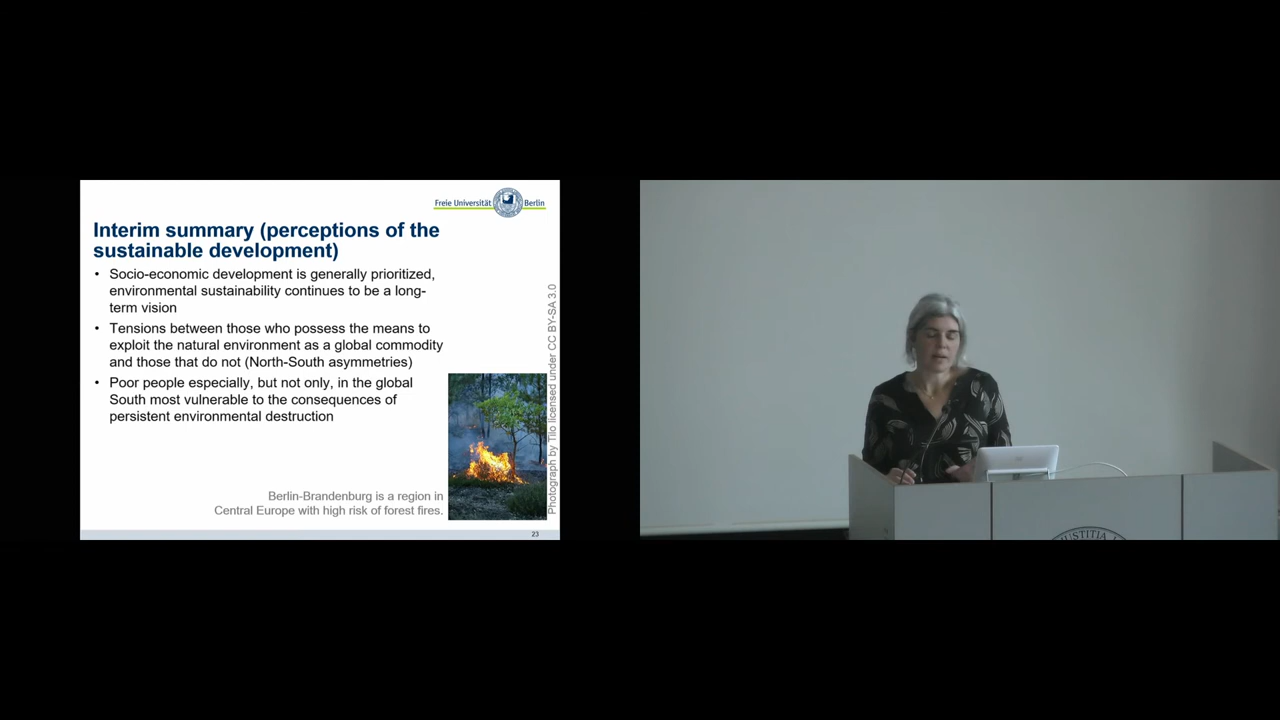 Freie Universität Berlin
Interim summary (perceptions of the
sustainable development)
• Socio-economic development is generally prioritized,
environmental sustainability continues to be a long-
term vision
• Tensions between those who possess the means to
exploit the natural environment as a global commodity
and those that do not (North-South asymmetries)
• Poor people especially, but not only, in the global
South most vulnerable to the consequences of
persistent environmental destruction
Berlin-Brandenburg is a region in
Central Europe with high risk of forest fires.
Photograph by Tilo licensed under CC BY-SA 3.0
23